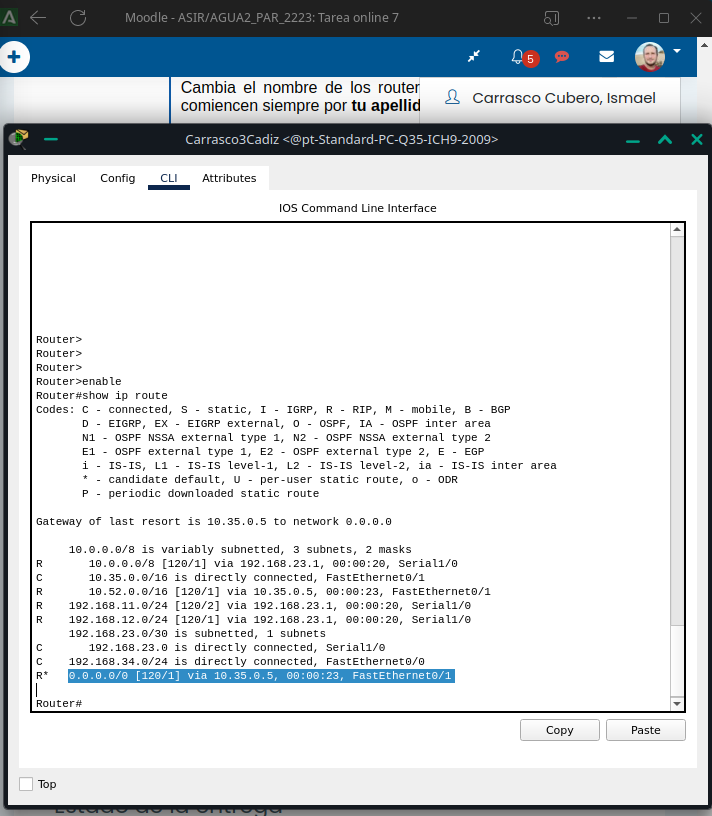 Moodle - ASIR/AGUA2_PAR_2223: Tarea online 7
5
Cambia el nombre de los router
comiencen siempre por tu apellid
Carrasco Cubero, Ismael
Carrasco3Cadiz <@pt-Standard-PC-Q35-ICH9-2009>
Physical Config CLI Attributes
IOS Command Line Interface
Router>
Router>
Router>
Router>enable
Router#show ip route
Codes: C - connected, S - static, I - IGRP, R - RIP, M - mobile, B - BGP
D - EIGRP, EX - EIGRP external, O - OSPF, IA - OSPF inter area
N1 - OSPF NSSA external type 1, N2 - OSPF NSSA external type 2
E1 - OSPF external type 1, E2 - OSPF external type 2, E - EGP
i - IS-IS, L1 - IS-IS level-1, L2 - IS-IS level-2, ia - IS-IS inter area
* - candidate default, U - per-user static route, o - ODR
P - periodic downloaded static route
Gateway of last resort is 10.35.0.5 to network 0.0.0.0
10.0.0.0/8 is variably subnetted, 3 subnets, 2 masks
R 10.0.0.0/8 [120/1] via 192.168.23.1, 00:00:20, Serial1/0
C 10.35.0.0/16 is directly connected, FastEthernet0/1
R 10.52.0.0/16 [120/1] via 10.35.0.5, 00:00:23, FastEthernet0/1
R 192.168.11.0/24 [120/2] via 192.168.23.1, 00:00:20, Serial1/0
R 192.168.12.0/24 [120/1] via 192.168.23.1, 00:00:20, Serial1/0
192.168.23.0/30 is subnetted, 1 subnets
C 192.168.23.0 is directly connected, Serial1/0
C 192.168.34.0/24 is directly connected, FastEthernet0/0
R* 0.0.0.0/0 [120/1] via 10.35.0.5, 00:00:23, FastEthernet0/1
Router#
Copy Paste
Top
Estado de la entrega